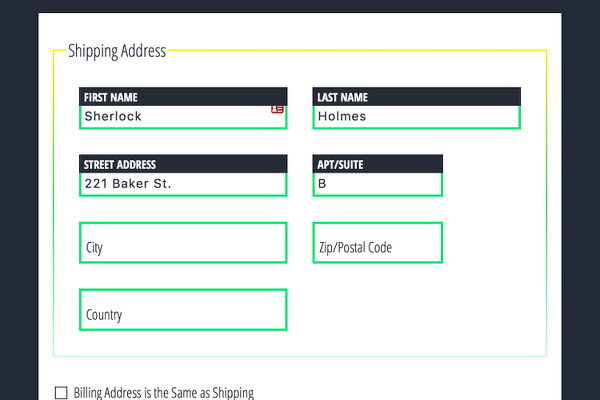 Shipping Address
FIRST NAME
Sherlock
LAST NAME
Holmes
STREET ADDRESS
221 Baker St.
APT/SUITE
B
City
Zip/Postal Code
Country
Billing Address is the Same as Shipping